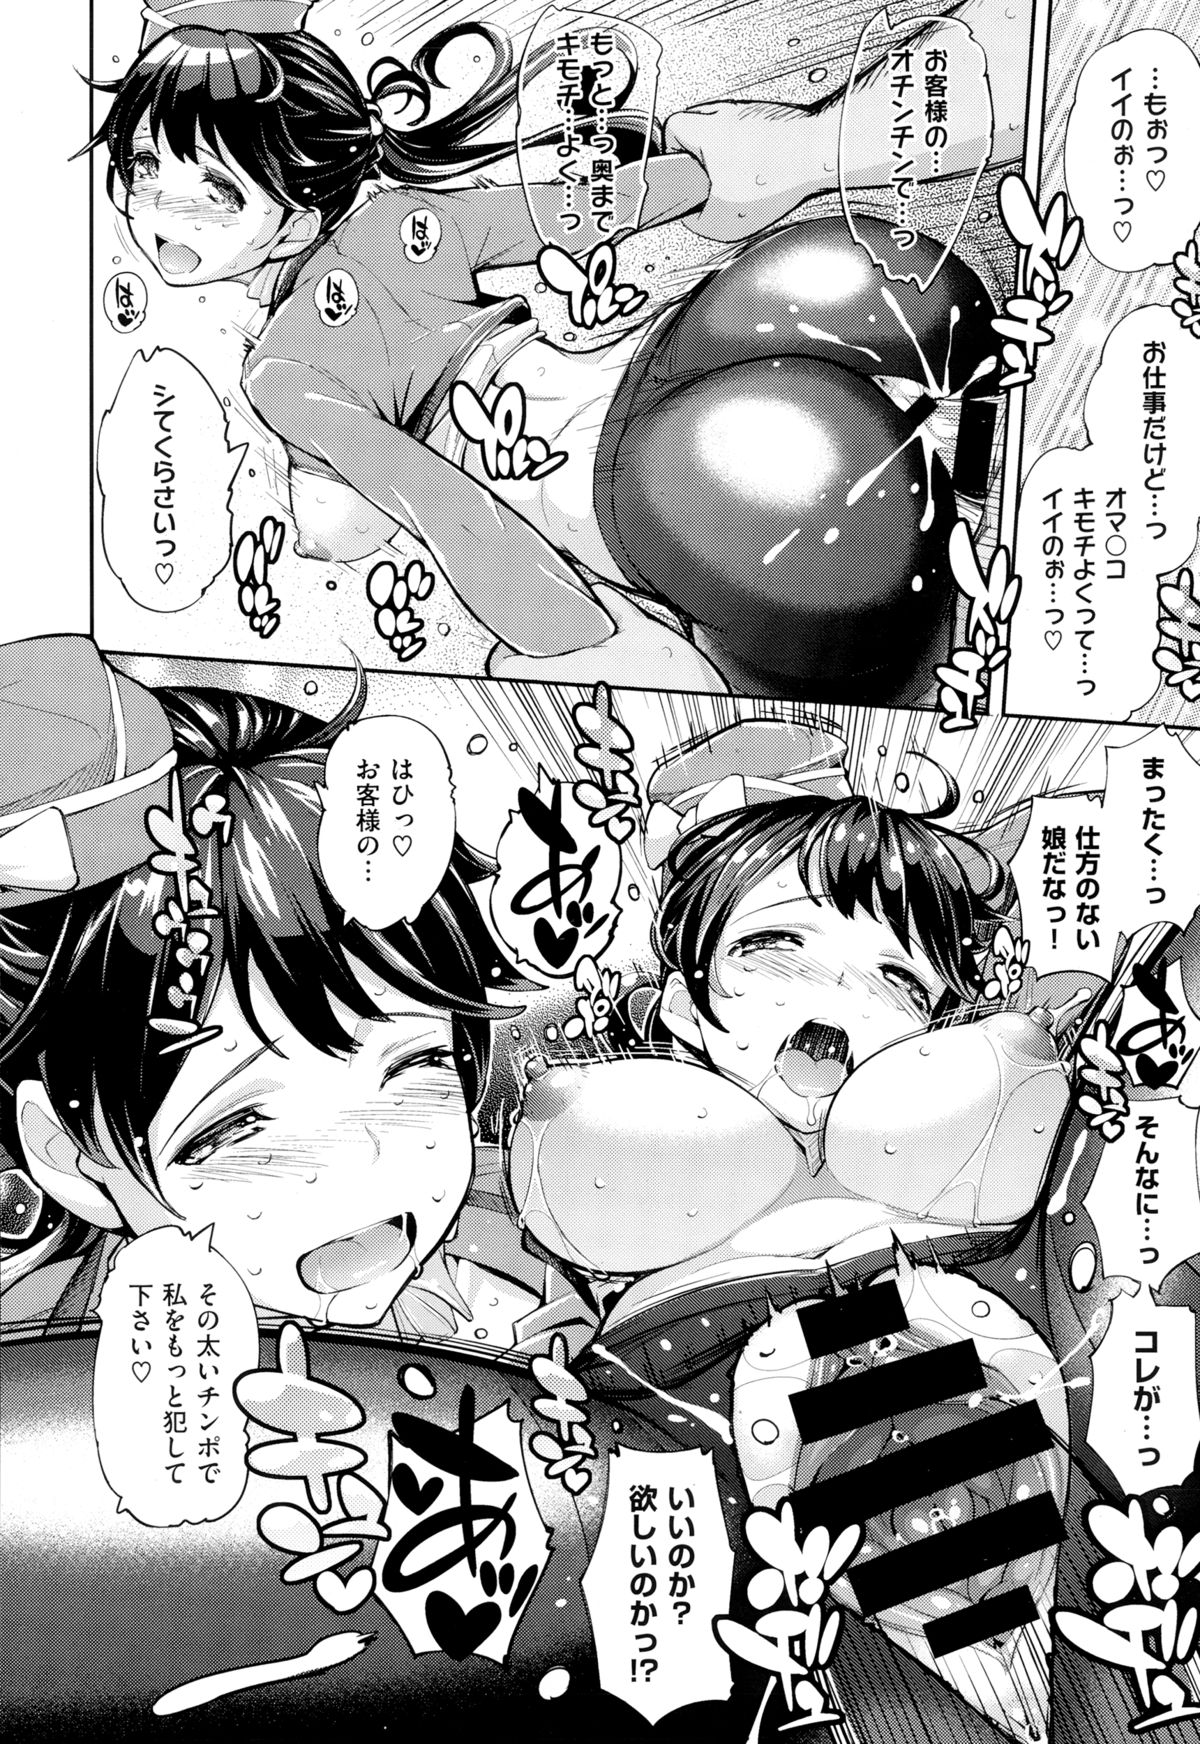 …もぉっ♡
イイのぉ…っ♡
お仕事だけど…っ
オマ○コ
キモチよくって…っ
イイのぉ…っ♡
お客様の…
オチンチンで…っ
もっと…っ奥まで
キモチ…よく…っ
シてくらさいっ♡
まったく…っ
仕方のない
娘だなっ！
そんなに…っ
コレが…っ
いいのか？
欲しいのかっ!?
はひっ♡
お客様の…
その太いチンポで
私をもっと犯して
下さい♡